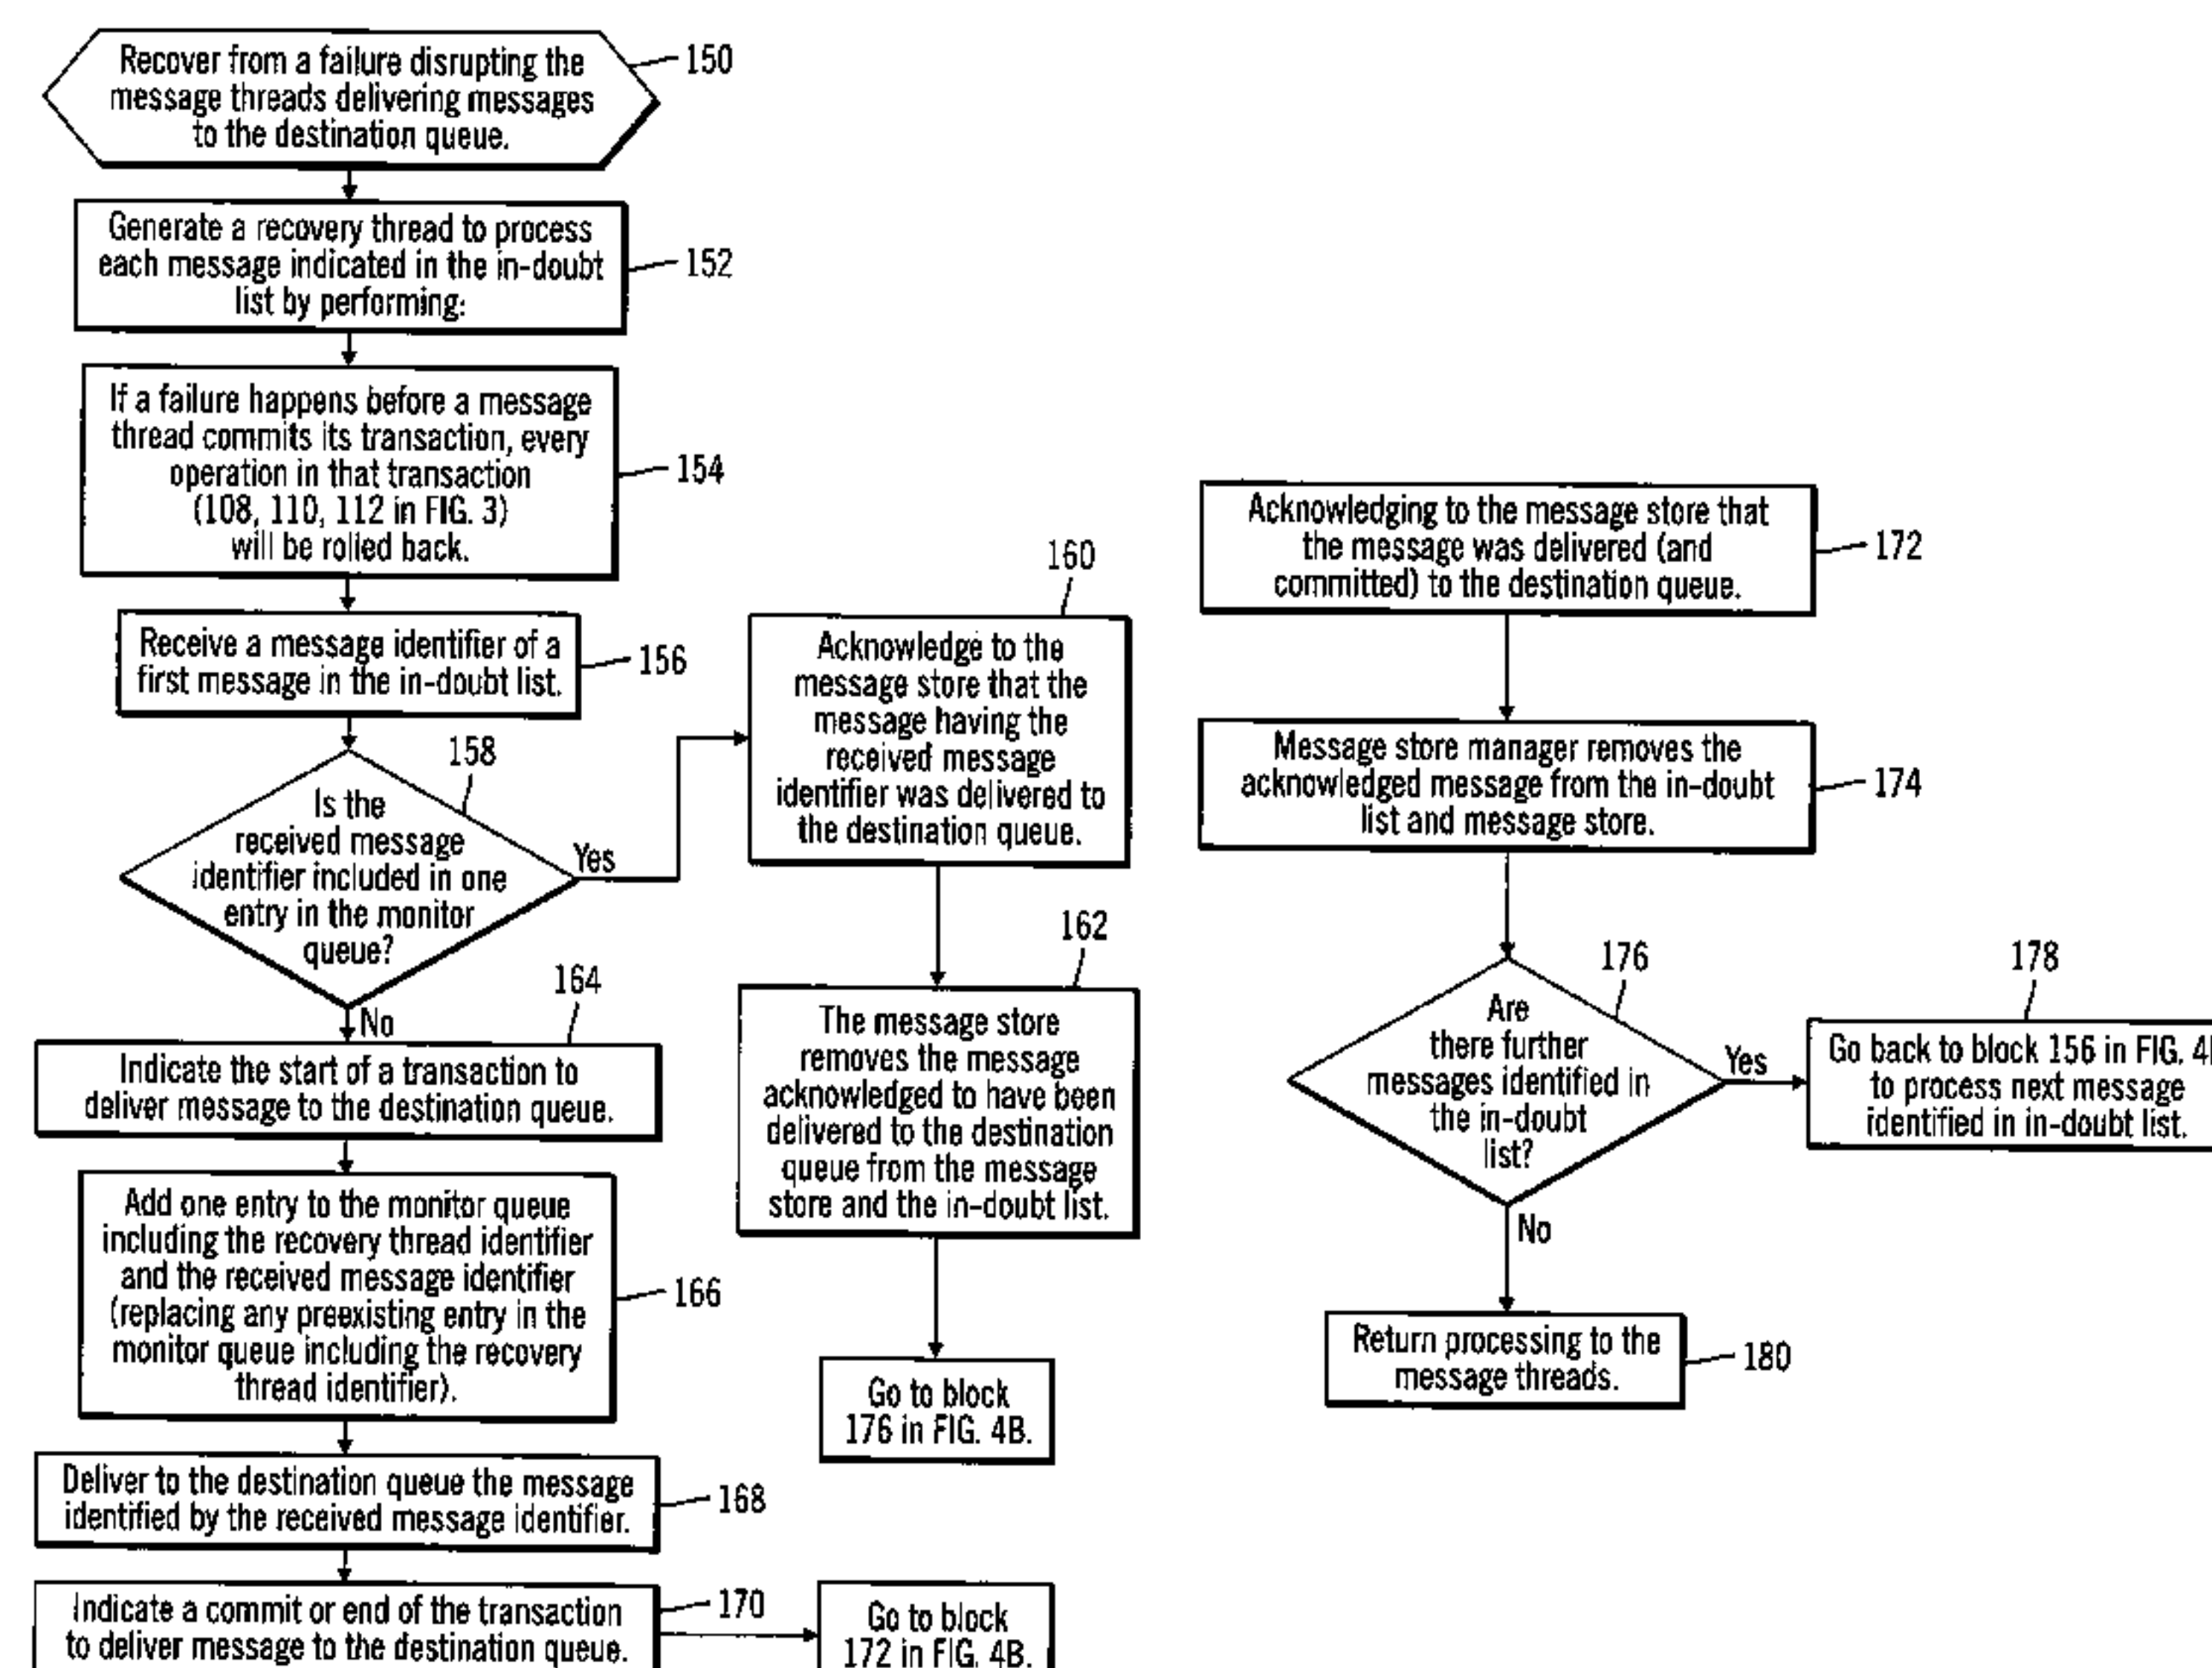 Recover from a failure disrupting the
message threads delivering messages
to the destination queue.
150
Generate a recovery thread to process
each message indicated in the in-doubt
list by performing:
152
If a failure happens before a message
thread commits its transaction, every
operation in that transaction
(108, 110, 112 in FIG. 3)
will be rolled back.
154
Receive a message identifier of a
first message in the in-doubt list.
156
158
Is the
received message
identifier included in one
entry in the monitor
queue?
Yes
No
160
Acknowledge to the
message store that the
message having the
received message
identifier was delivered to
the destination queue.
162
The message store
removes the message
acknowledged to have been
delivered to the destination
queue from the message
store and the in-doubt list.
Go to block
176 in FIG. 4B.
164
Indicate the start of a transaction to
deliver message to the destination queue.
Add one entry to the monitor queue
including the recovery thread identifier
and the received message identifier
(replacing any preexisting entry in the
monitor queue including the recovery
thread identifier).
166
Deliver to the destination queue the message
identified by the received message identifier.
168
Indicate a commit or end of the transaction
to deliver message to the destination queue.
170
Go to block
172 in FIG. 4B.
Acknowledging to the message store that
the message was delivered (and
committed) to the destination queue.
172
Message store manager removes the
acknowledged message from the in-doubt
list and message store.
174
176
Are
there further
messages identified in
the in-doubt
list?
Yes
No
178
Go back to block 156 in FIG.
to process next message
identified in in-doubt list.
Return processing to the
message threads.
180